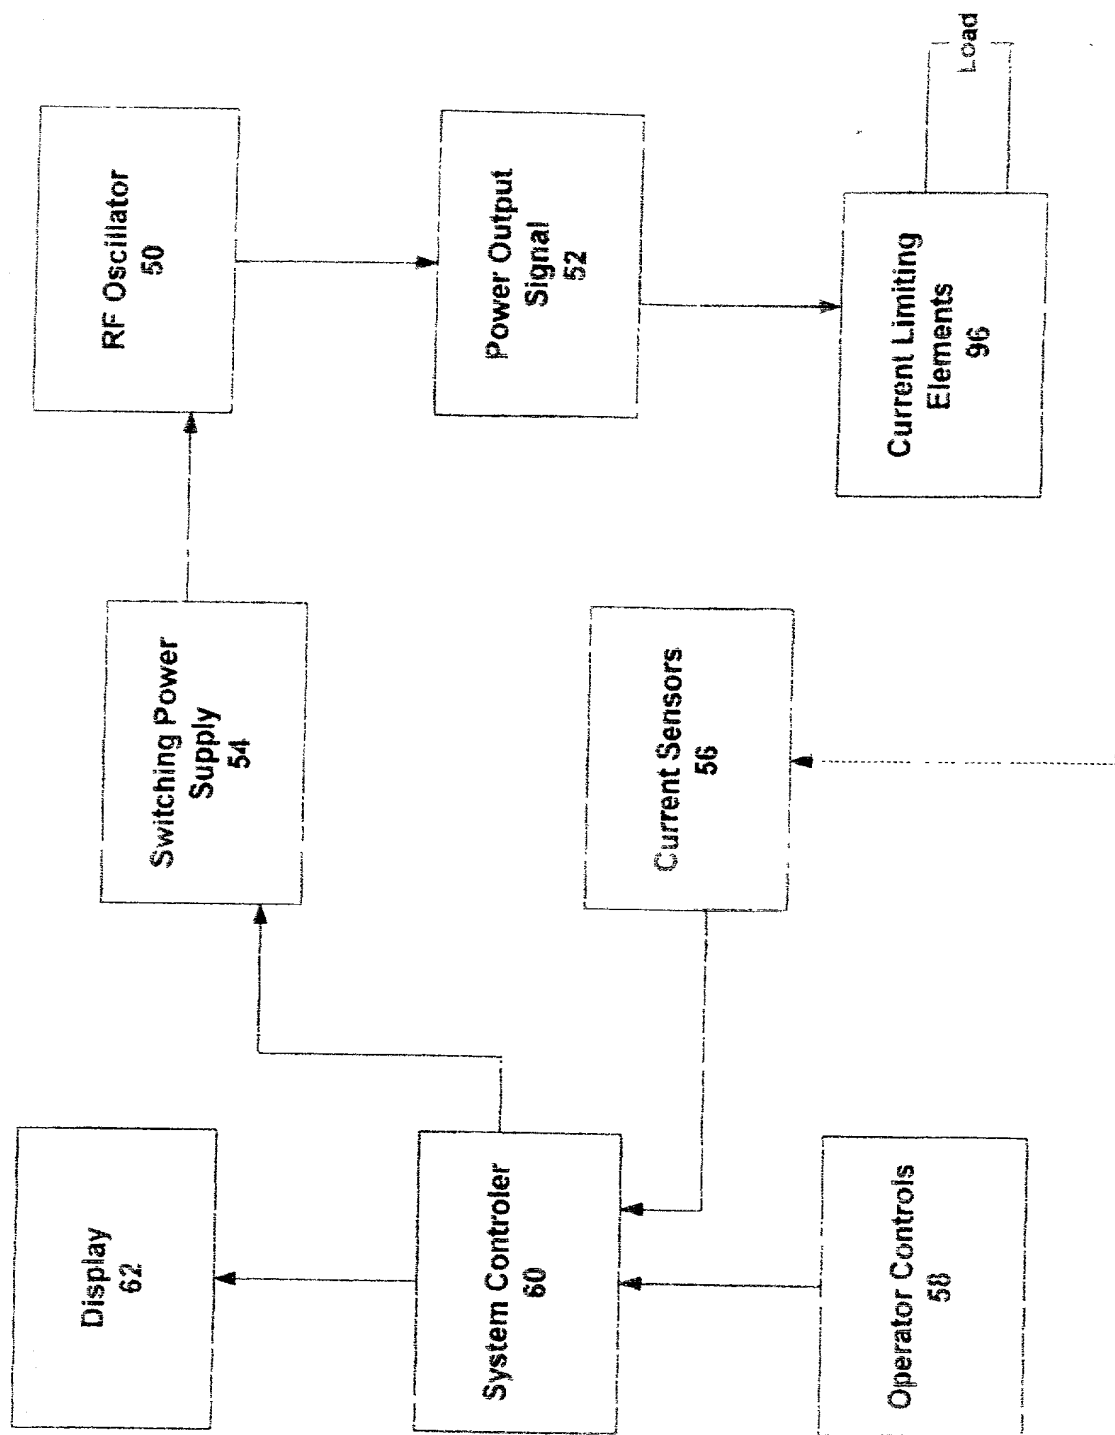 Display
62
System Controler
60
Operator Controls
58
Switching Power
Supply
54
Current Sensors
56
RF Oscillator
50
Power Output
Signal
52
Current Limiting
Elements
96
Load